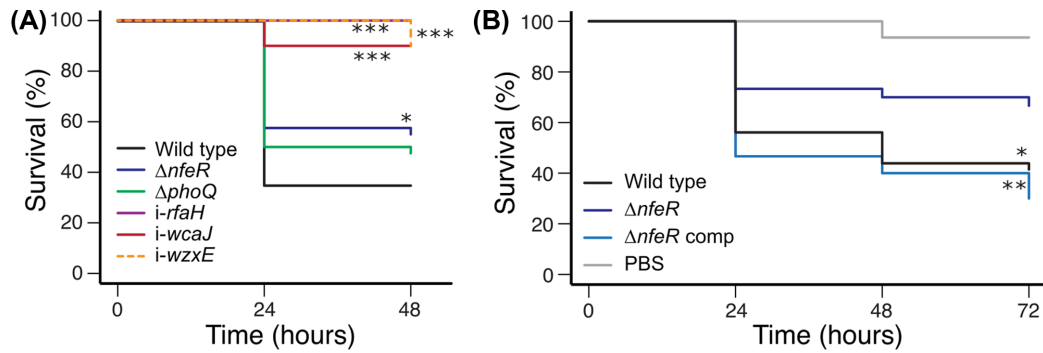 (A)
Survival (%)
100
80
60
40
20
0
***
***
***
*
Wild type
ΔnfeR
ΔphoQ
i-rfaH
i-wcaJ
i-wzxE
0 24 48
Time (hours)
(B)
Survival (%)
100
80
60
40
20
0
*
**
Wild type
ΔnfeR
ΔnfeR comp
PBS
0 24 48 72
Time (hours)